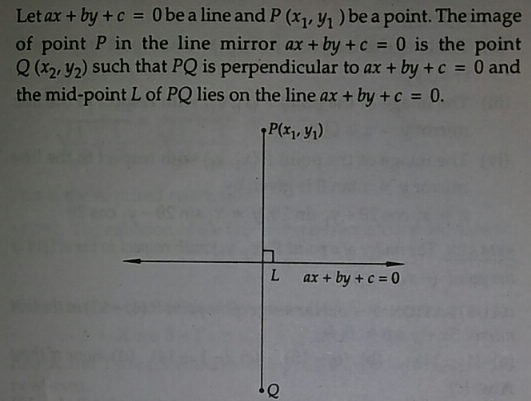 Let ax + by + c = 0 be a line and P (x₁, y₁ ) be a point. The image
of point P in the line mirror ax + by + c = 0 is the point
Q (x₂, y₂) such that PQ is perpendicular to ax + by + c = 0 and
the mid-point L of PQ lies on the line ax + by + c = 0.
P(x₁, y₁)
L ax + by + c = 0
Q